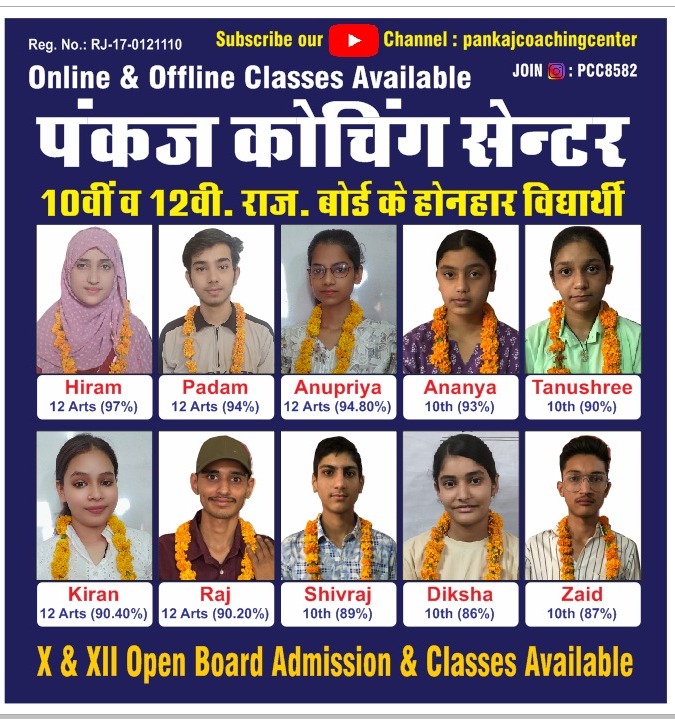 Reg. No.: RJ-17-0121110
Subscribe our Channel : pankajcoachingcenter
Online & Offline Classes Available
JOIN : PCC8582
पंकज कोचिंग सेन्टर
10वीं व 12वी. राज. बोर्ड के होनहार विद्यार्थी
Hiram Padam Anupriya Ananya Tanushree
12 Arts (97%) 12 Arts (94%) 12 Arts (94.80%) 10th (93%) 10th (90%)
Kiran Raj Shivraj Diksha Zaid
12 Arts (90.40%) 12 Arts (90.20%) 10th (89%) 10th (86%) 10th (87%)
X & XII Open Board Admission & Classes Available